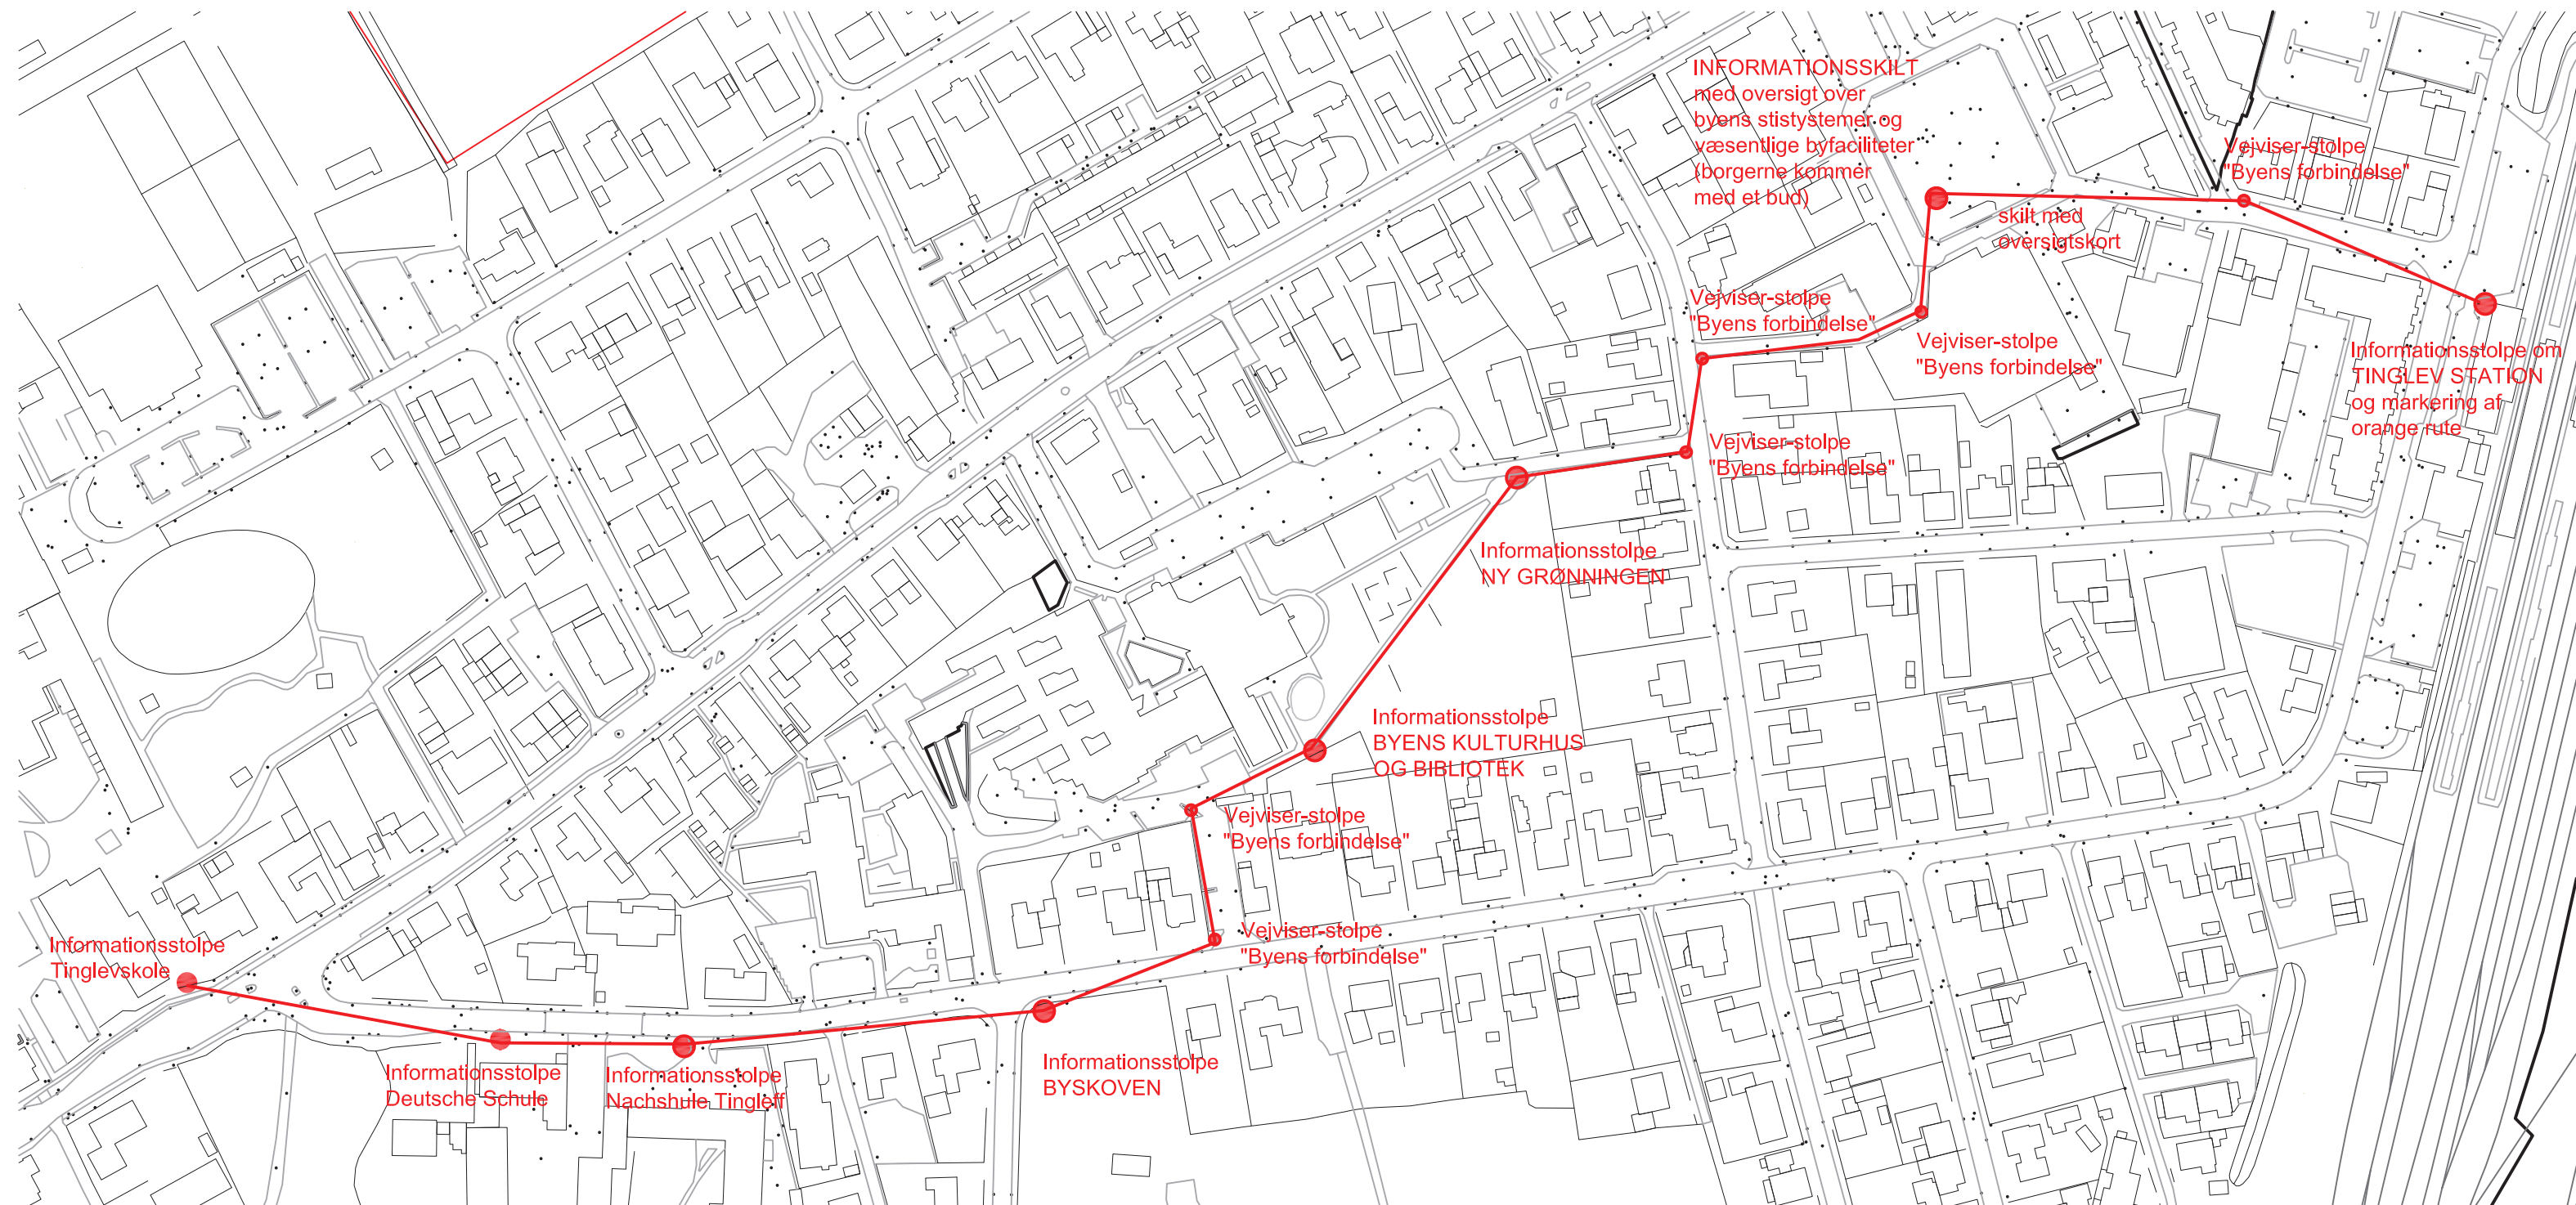 INFORMATIONSSKILT
med oversigt over
byens stistystemer og
væsentlige byfaciliteter
(borgerne kommer
med et bud)
Vejviser-stolpe
"Byens forbindelse"
skilt med
oversigtskort
Vejviser-stolpe
"Byens forbindelse"
Vejviser-stolpe
"Byens forbindelse"
Informationsstolpe om
TINGLEV STATION
og markering af
orange rute
Vejviser-stolpe
"Byens forbindelse"
Informationsstolpe
NY GRØNNINGEN
Informationsstolpe
BYENS KULTURHUS
OG BIBLIOTEK
Vejviser-stolpe
"Byens forbindelse"
Vejviser-stolpe
"Byens forbindelse"
Informationsstolpe
Tinglevskole
Informationsstolpe
Deutsche Schule
Informationsstolpe
Nachshule Tingleff
Informationsstolpe
BYSKOVEN